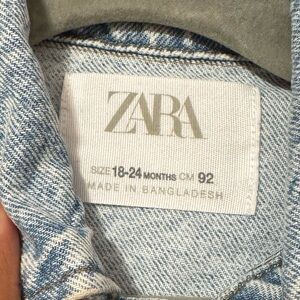 ZARA
SIZE 18-24 MONTHS CM 92
MADE IN BANGLADESH